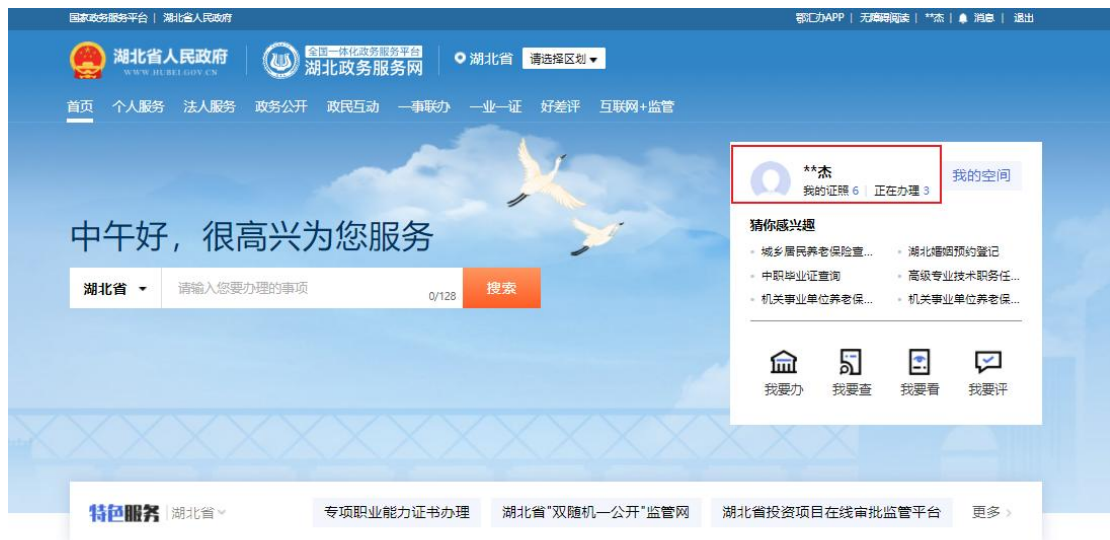 国家政务服务平台 | 湖北省人民政府 鄂汇办APP | 无障碍阅读 | **杰 | 消息 | 退出
湖北省人民政府
WWW.HUBEI.GOV.CN
全国一体化政务服务平台
湖北政务服务网
湖北省 请选择区划
首页 个人服务 法人服务 政务公开 政民互动 一事联办 一业一证 好差评 互联网+监管
中午好，很高兴为您服务
湖北省 请输入您要办理的事项 0/128 搜索
**杰
我的证照 6 | 正在办理 3
我的空间
猜你感兴趣
城乡居民养老保险查... 湖北婚姻预约登记
中职毕业证查询 高级专业技术职务任...
机关事业单位养老保... 机关事业单位养老保...
我要办 我要查 我要看 我要评
特色服务 | 湖北省 专项职业能力证书办理 湖北省"双随机一公开"监管网 湖北省投资项目在线审批监管平台 更多